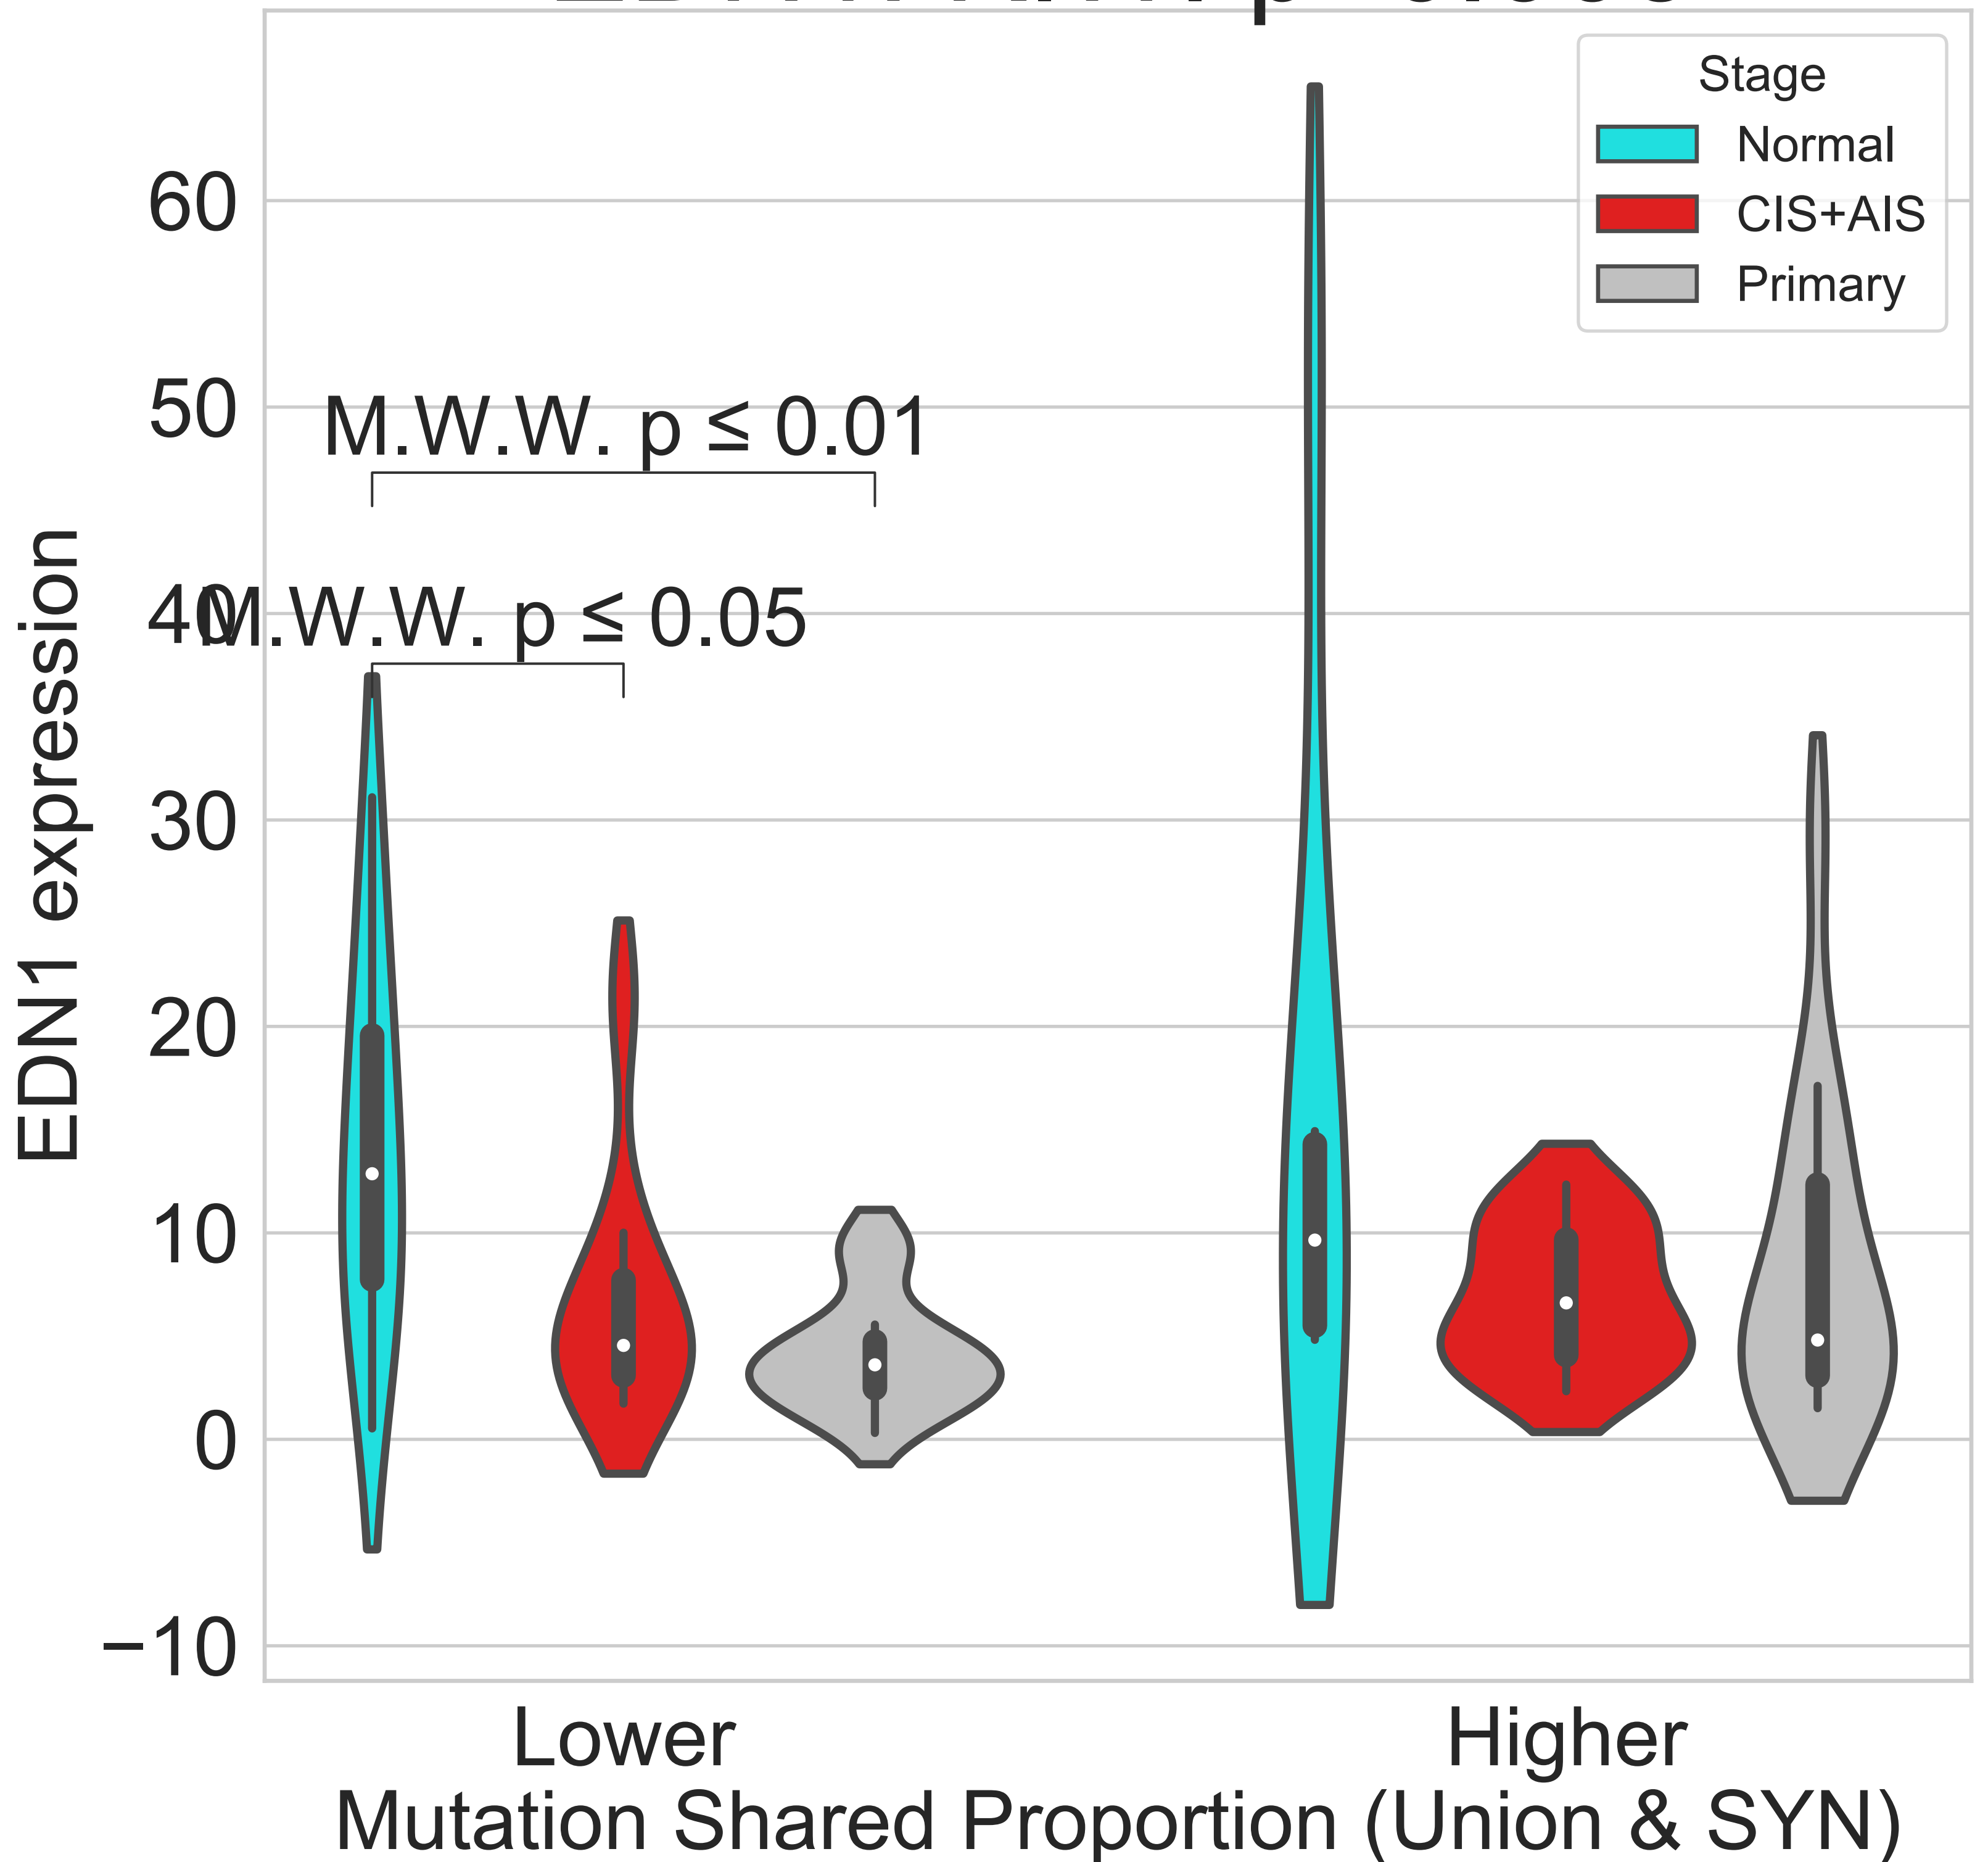 Stage
Normal
CIS+AIS
Primary
60
50
40
30
20
10
0
−10
M.W.W. p ≤ 0.01
M.W.W. p ≤ 0.05
EDN1 expression
Lower
Higher
Mutation Shared Proportion (Union & SYN)